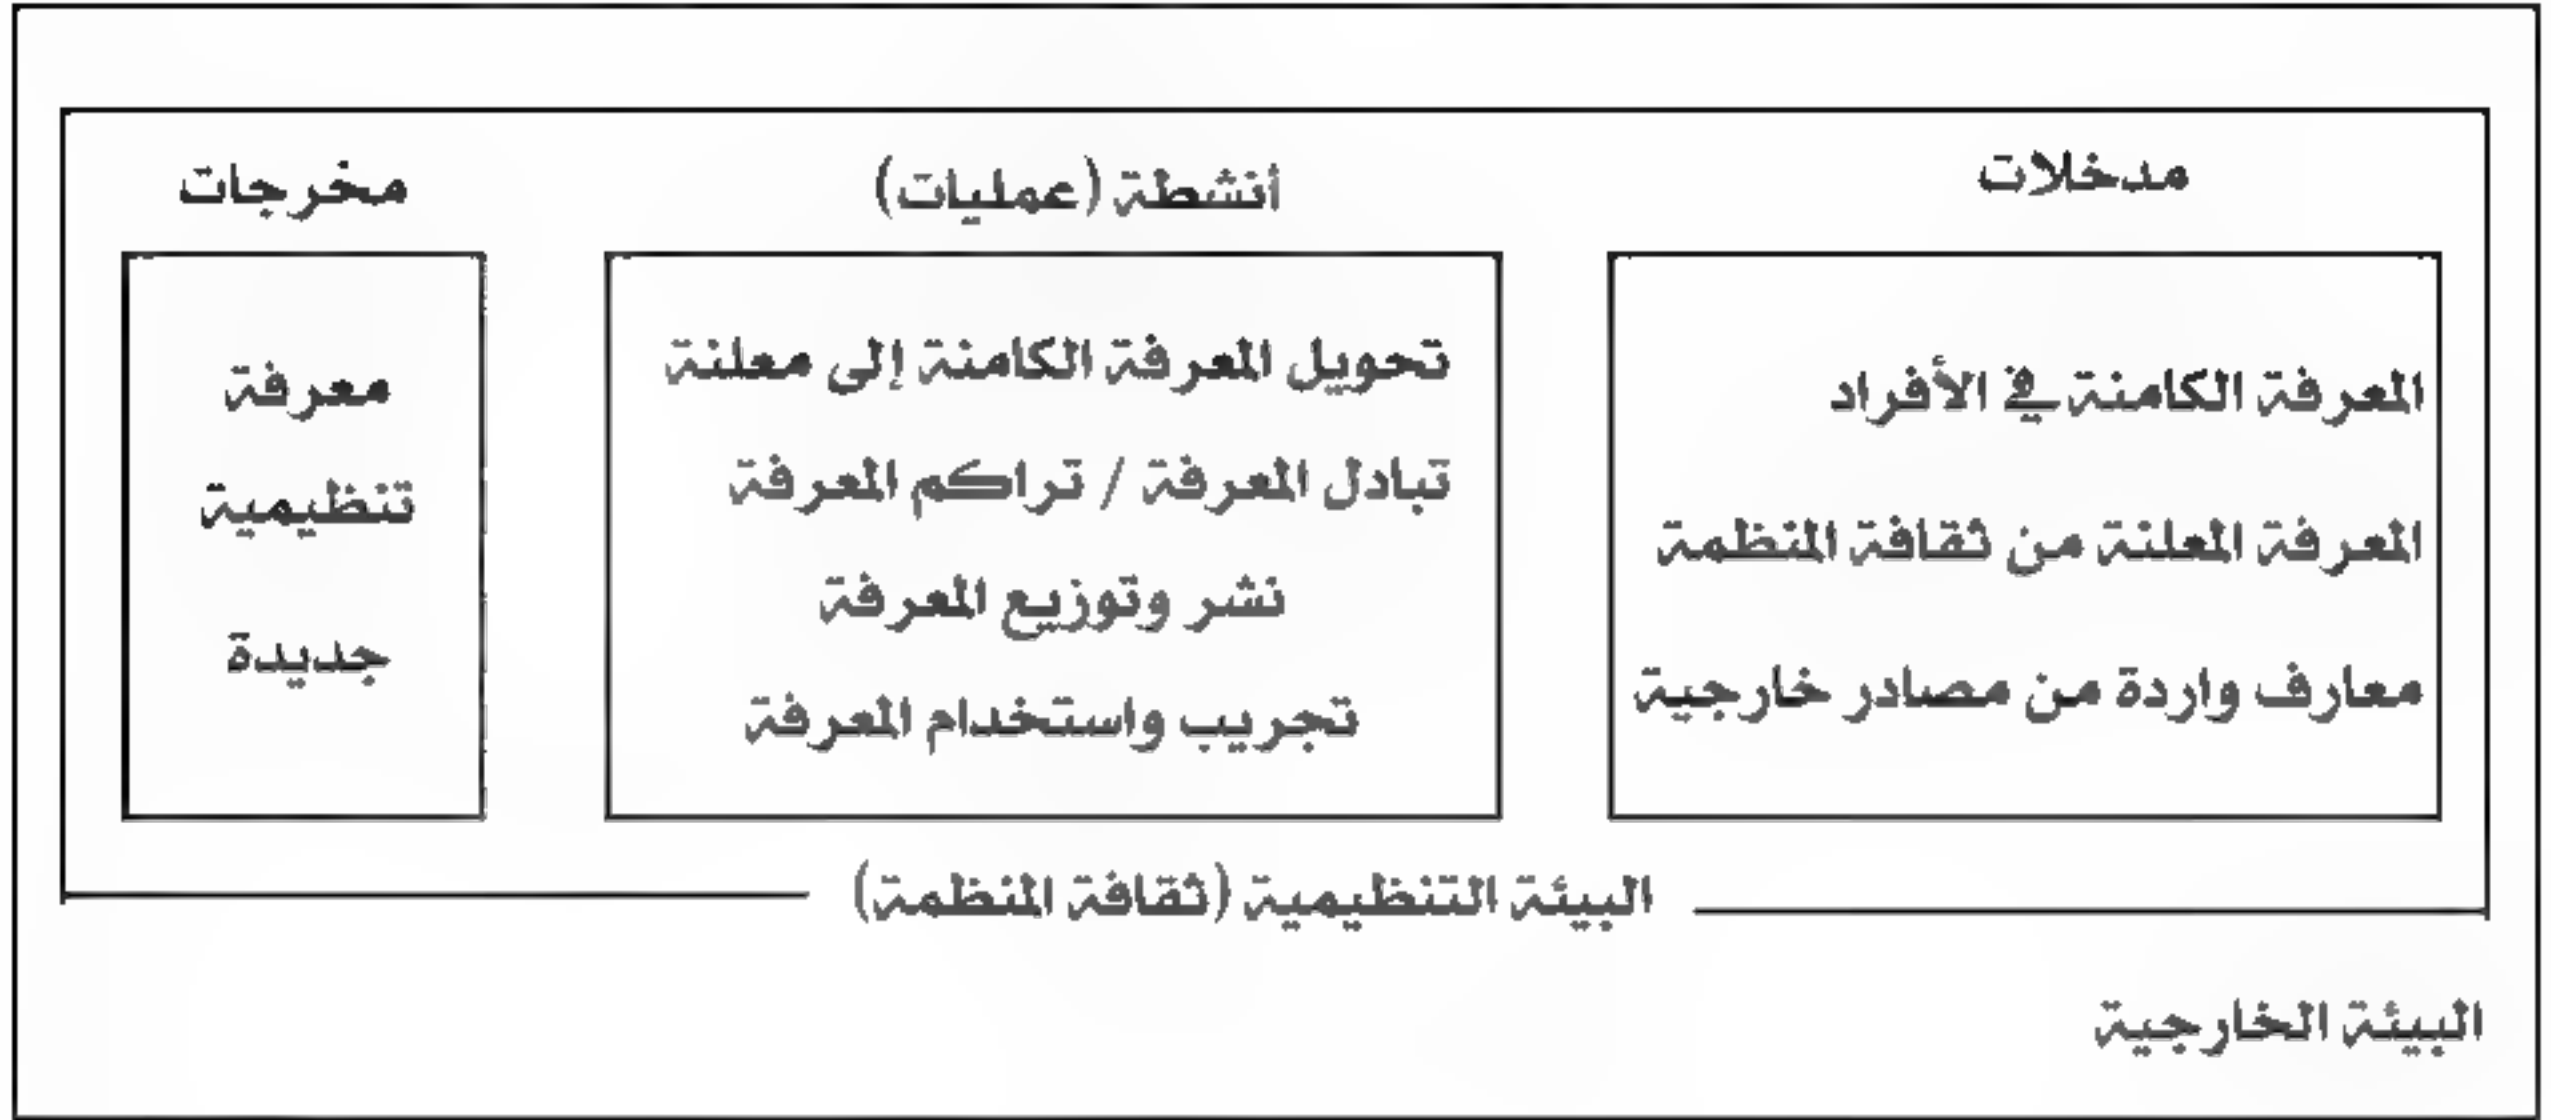 مدخلات
المعرفة الكامنة في الأفراد
المعرفة المعلنة من ثقافة المنظمة
معارف واردة من مصادر خارجية
أنشطة (عمليات)
تحويل المعرفة الكامنة إلى معلنة
تبادل المعرفة / تراكم المعرفة
نشر وتوزيع المعرفة
تجريب واستخدام المعرفة
مخرجات
معرفة
تنظيمية
جديدة
البيئة التنظيمية (ثقافة المنظمة)
البيئة الخارجية